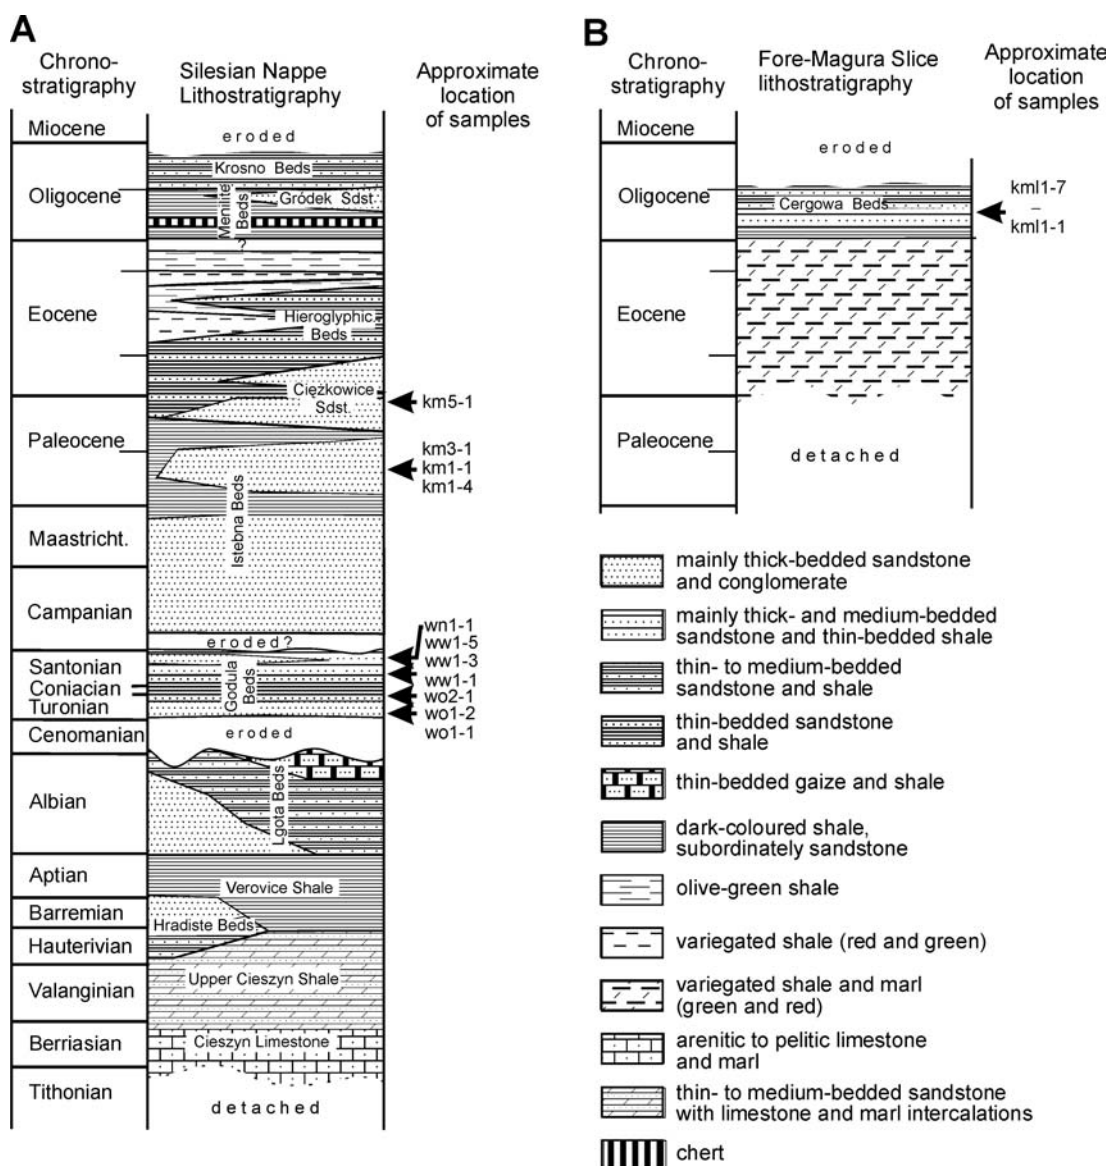 A
Chrono-
stratigraphy
Silesian Nappe
Lithostratigraphy
Approximate
location
of samples
Miocene
eroded
Oligocene
Krosno Beds
Menilite
Beds
Gródek Sdst.
?
Eocene
Hieroglyphic
Beds
Ciężkowice
Sdst.
km5-1
Paleocene
km3-1
km1-1
km1-4
Istebna Beds
Maastricht.
Campanian
eroded?
wn1-1
ww1-5
ww1-3
ww1-1
wo2-1
wo1-2
wo1-1
Santonian
Coniacian
Turonian
Godula
Beds
Cenomanian
eroded
Albian
Lgota Beds
Aptian
Verovice Shale
Barremian
Hradiste Beds
Hauterivian
Valanginian
Upper Cieszyn Shale
Berriasian
Cieszyn Limestone
Tithonian
detached
B
Chrono-
stratigraphy
Fore-Magura Slice
lithostratigraphy
Approximate
location
of samples
Miocene
eroded
Oligocene
Cergowa Beds
kml1-7
–
kml1-1
Eocene
Paleocene
detached
mainly thick-bedded sandstone
and conglomerate
mainly thick- and medium-bedded
sandstone and thin-bedded shale
thin- to medium-bedded
sandstone and shale
thin-bedded sandstone
and shale
thin-bedded gaize and shale
dark-coloured shale,
subordinately sandstone
olive-green shale
variegated shale (red and green)
variegated shale and marl
(green and red)
arenitic to pelitic limestone
and marl
thin- to medium-bedded sandstone
with limestone and marl intercalations
chert